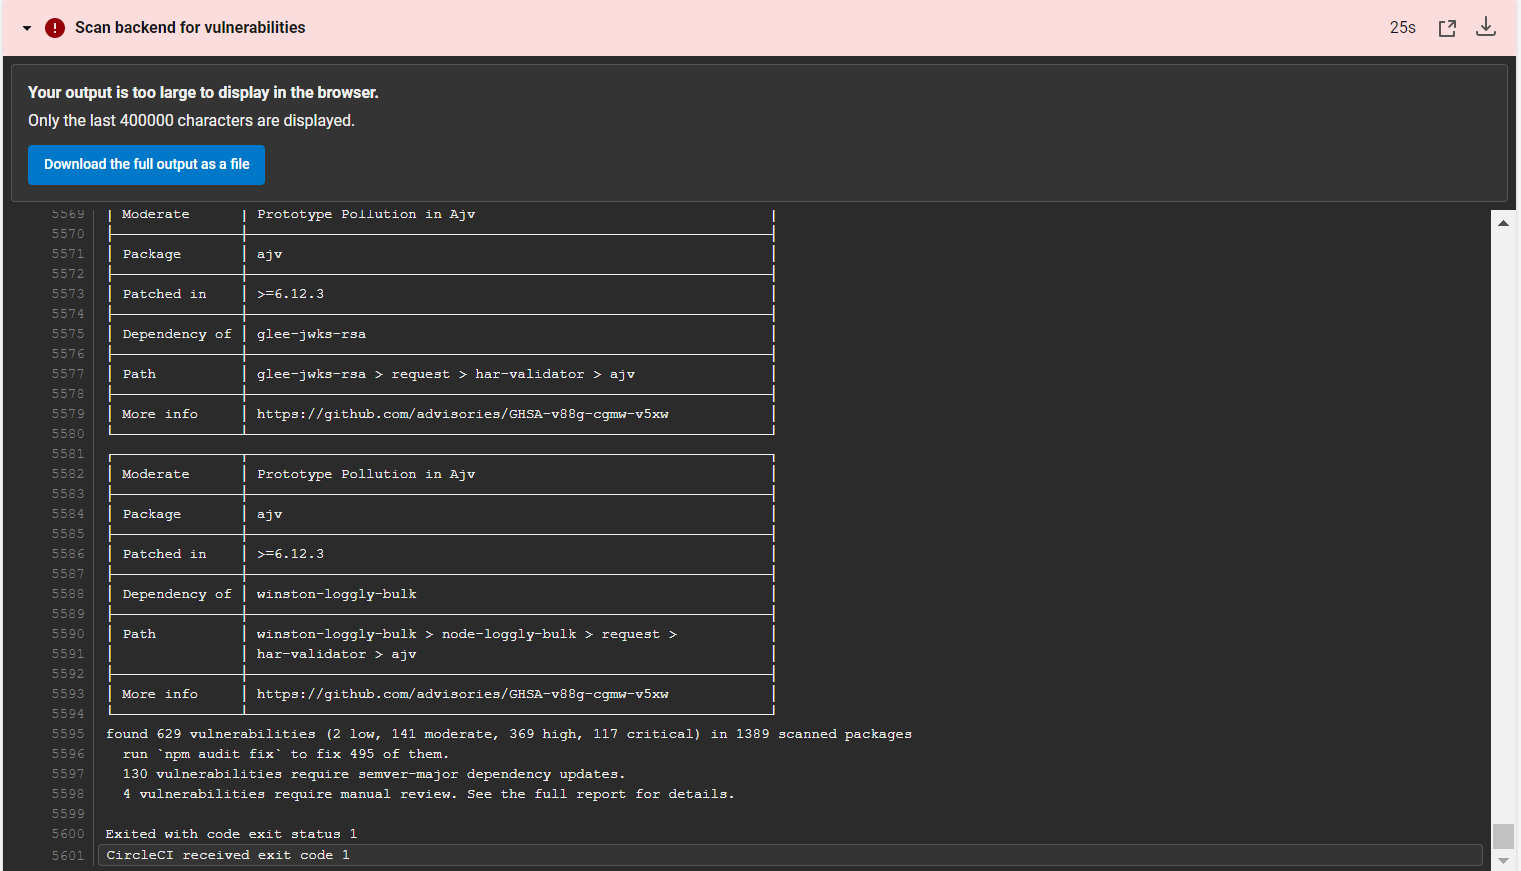 Scan backend for vulnerabilities
25s
Your output is too large to display in the browser.
Only the last 400000 characters are displayed.
Download the full output as a file
5569 | Moderate | Prototype Pollution in Ajv |
5570
5571 | Package | ajv |
5572
5573 | Patched in | >=6.12.3 |
5574
5575 | Dependency of | glee-jwks-rsa |
5576
5577 | Path | glee-jwks-rsa > request > har-validator > ajv |
5578
5579 | More info | https://github.com/advisories/GHSA-v88g-cgmw-v5xw |
5580
5581
5582 | Moderate | Prototype Pollution in Ajv |
5583
5584 | Package | ajv |
5585
5586 | Patched in | >=6.12.3 |
5587
5588 | Dependency of | winston-loggly-bulk |
5589
5590 | Path | winston-loggly-bulk > node-loggly-bulk > request > |
5591 | | har-validator > ajv |
5592
5593 | More info | https://github.com/advisories/GHSA-v88g-cgmw-v5xw |
5594
5595 found 629 vulnerabilities (2 low, 141 moderate, 369 high, 117 critical) in 1389 scanned packages
5596 run `npm audit fix` to fix 495 of them.
5597 130 vulnerabilities require semver-major dependency updates.
5598 4 vulnerabilities require manual review. See the full report for details.
5599
5600 Exited with code exit status 1
5601 CircleCI received exit code 1